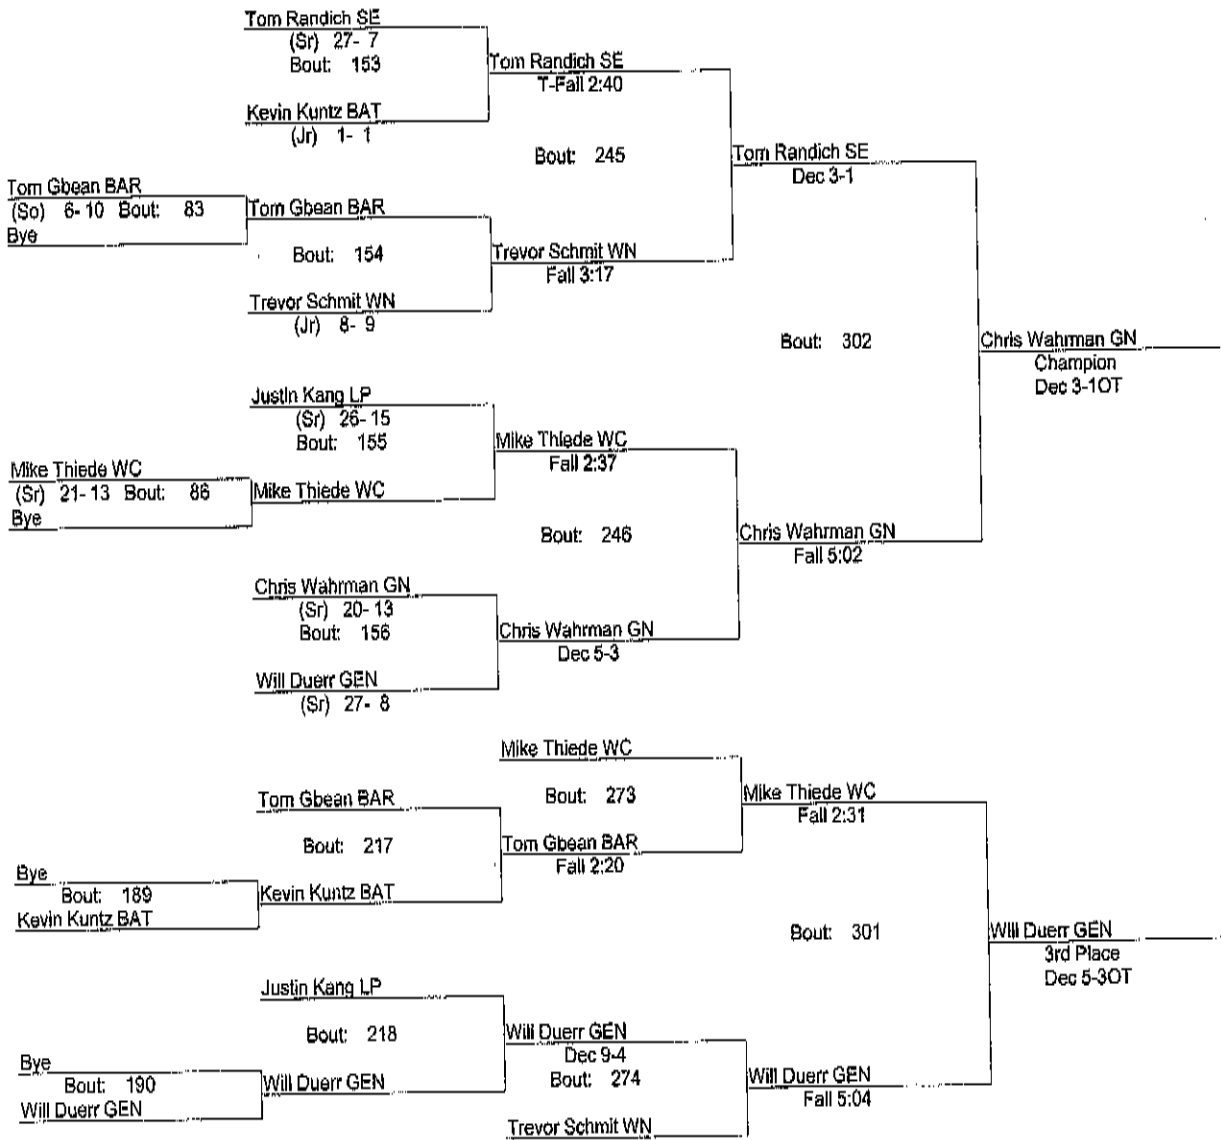 Tom Randich SE
(Sr) 27- 7
Bout: 153
Kevin Kuntz BAT
(Jr) 1- 1
Tom Randich SE
T-Fall 2:40
Bout: 245
Tom Randich SE
Dec 3-1
Tom Gbean BAR
(So) 6- 10 Bout: 83
Bye
Tom Gbean BAR
Bout: 154
Trevor Schmit WN
(Jr) 8- 9
Trevor Schmit WN
Fall 3:17
Bout: 302
Chris Wahrman GN
Champion
Dec 3-1OT
Justin Kang LP
(Sr) 26- 15
Bout: 155
Mike Thiede WC
Fall 2:37
Mike Thiede WC
(Sr) 21- 13 Bout: 86
Bye
Mike Thiede WC
Bout: 246
Chris Wahrman GN
Fall 5:02
Chris Wahrman GN
(Sr) 20- 13
Bout: 156
Will Duerr GEN
(Sr) 27- 8
Chris Wahrman GN
Dec 5-3
Mike Thiede WC
Bout: 273
Mike Thiede WC
Fall 2:31
Tom Gbean BAR
Bout: 217
Tom Gbean BAR
Fall 2:20
Bye
Bout: 189
Kevin Kuntz BAT
Kevin Kuntz BAT
Bout: 301
Will Duerr GEN
3rd Place
Dec 5-3OT
Justin Kang LP
Bout: 218
Will Duerr GEN
Dec 9-4
Bout: 274
Bye
Bout: 190
Will Duerr GEN
Will Duerr GEN
Will Duerr GEN
Fall 5:04
Trevor Schmit WN